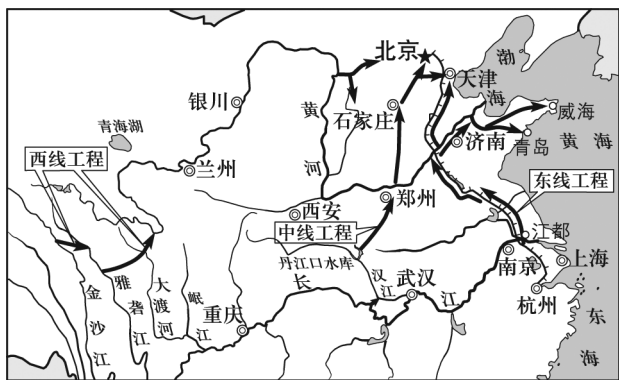 北京
渤
海
天津
银川
黄
河
石家庄
威海
青海湖
济南
青岛
黄海
西线工程
兰州
东线工程
郑州
西安
中线工程
江都
丹江口水库
汉江
南京
上海
长
江
武汉
金沙江
雅砻江
大渡河
岷江
重庆
杭州
东海